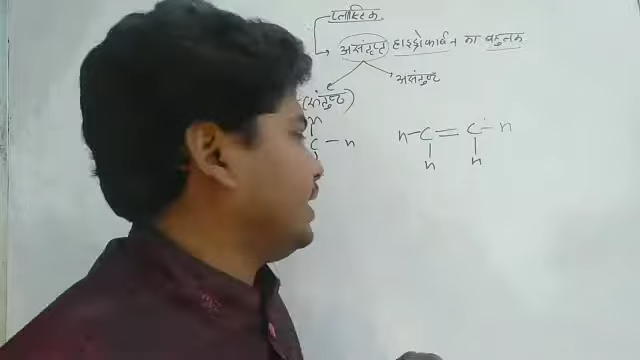 प्लास्टिक
असंतृप्त हाइड्रोकार्बन का बहुलक
(संतृप्त) असंतृप्त
n
C - n n-C=C-n
n n